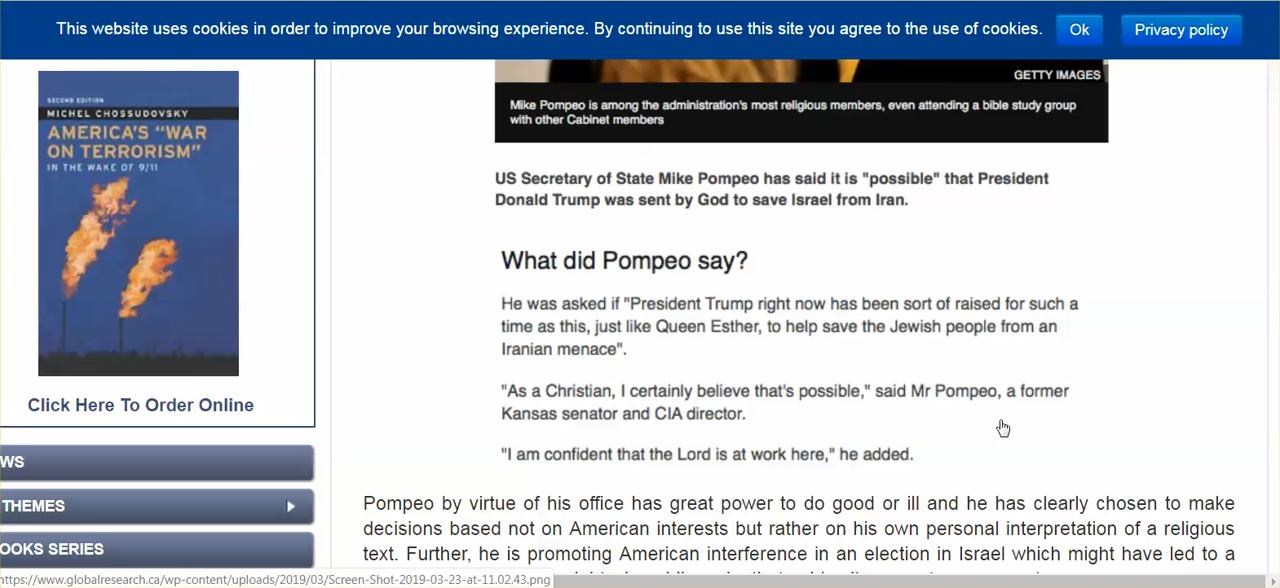 This website uses cookies in order to improve your browsing experience. By continuing to use this site you agree to the use of cookies.
Ok
Privacy policy
SECOND EDITION
MICHEL CHOSSUDOVSKY
AMERICA'S "WAR
ON TERRORISM"
IN THE WAKE OF 9/11
Click Here To Order Online
WS
THEMES
OOKS SERIES
GETTY IMAGES
Mike Pompeo is among the administration's most religious members, even attending a bible study group
with other Cabinet members
US Secretary of State Mike Pompeo has said it is "possible" that President
Donald Trump was sent by God to save Israel from Iran.
What did Pompeo say?
He was asked if "President Trump right now has been sort of raised for such a
time as this, just like Queen Esther, to help save the Jewish people from an
Iranian menace".
"As a Christian, I certainly believe that's possible," said Mr Pompeo, a former
Kansas senator and CIA director.
"I am confident that the Lord is at work here," he added.
Pompeo by virtue of his office has great power to do good or ill and he has clearly chosen to make
decisions based not on American interests but rather on his own personal interpretation of a religious
text. Further, he is promoting American interference in an election in Israel which might have led to a
https://www.globalresearch.ca/wp-content/uploads/2019/03/Screen-Shot-2019-03-23-at-11.02.43.png